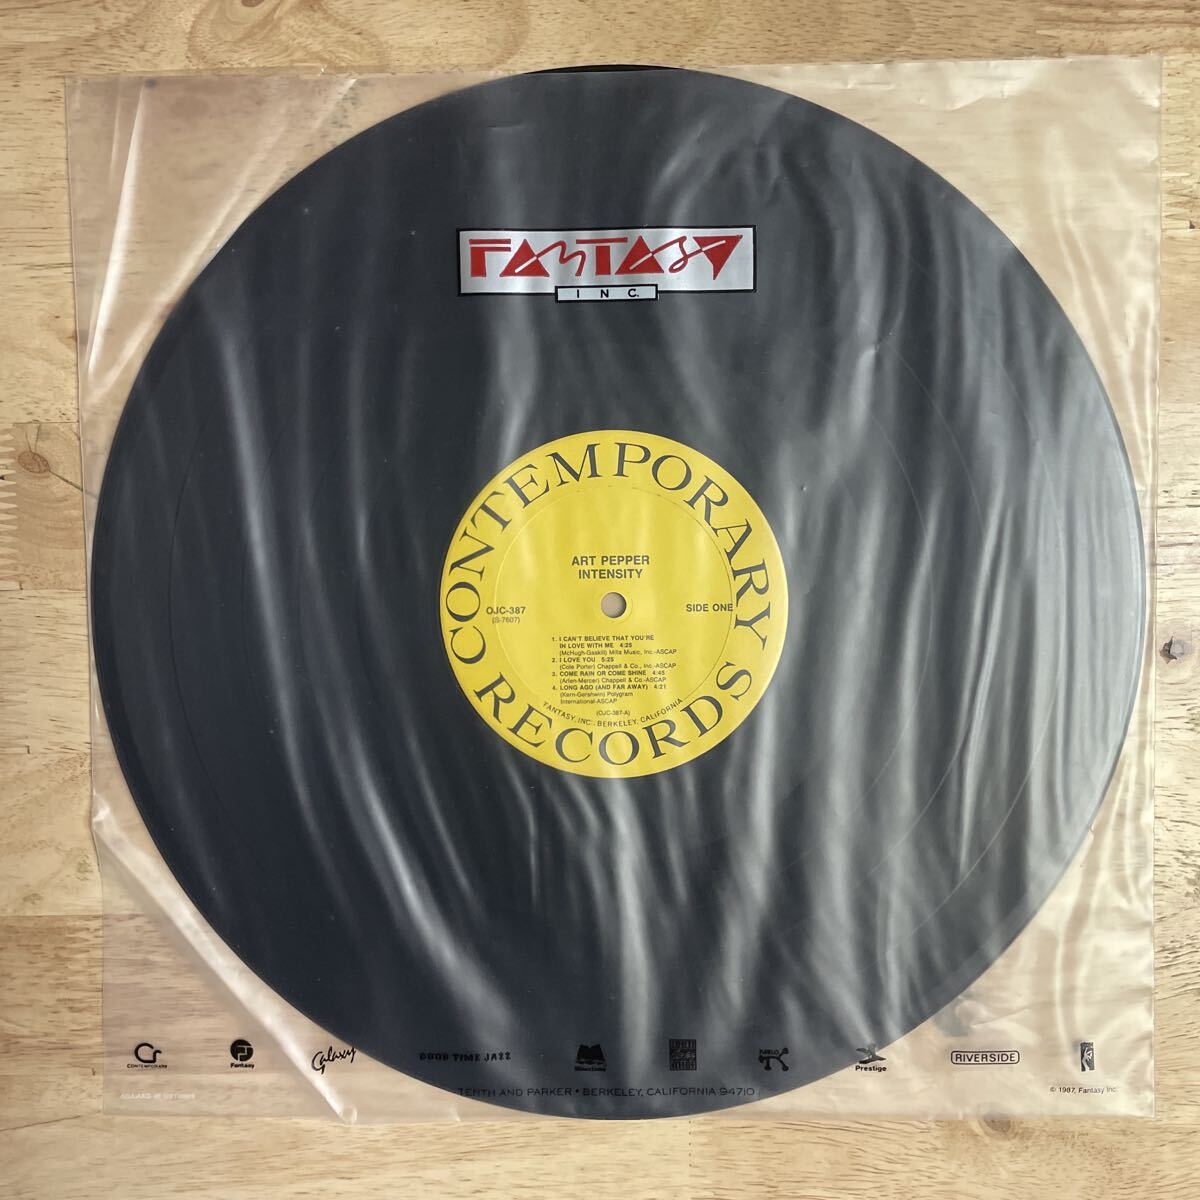 FANTASY
INC.
CONTEMPORARY RECORDS
ART PEPPER
INTENSITY
OJC-387
(S-7607)
SIDE ONE
1. I CAN'T BELIEVE THAT YOU'RE
IN LOVE WITH ME 4:25
(McHugh-Gaskill) Mills Music, Inc.-ASCAP
2. I LOVE YOU 5:25
(Cole Porter) Chappell & Co., Inc.-ASCAP
3. COME RAIN OR COME SHINE 4:45
(Arlen-Mercer) Chappell & Co.-ASCAP
4. LONG AGO (AND FAR AWAY) 4:21
(Kern-Gershwin) Polygram
International-ASCAP
(OJC-387-A)
FANTASY, INC., BERKELEY, CALIFORNIA
CONTEMPORARY
Fantasy
Galaxy
GOOD TIME JAZZ
Milestone
PABLO
Prestige
RIVERSIDE
TENTH AND PARKER • BERKELEY, CALIFORNIA 94710
© 1987, Fantasy Inc.